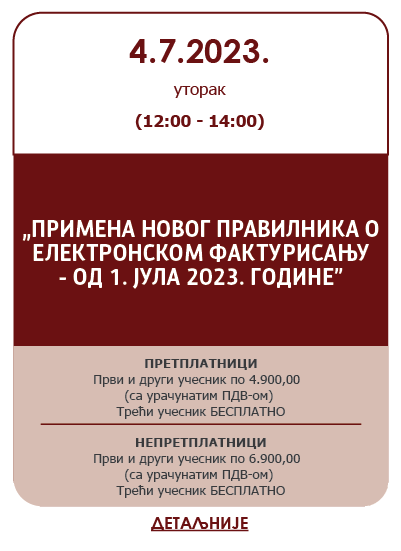 4.7.2023.
уторак
(12:00 - 14:00)
„ПРИМЕНА НОВОГ ПРАВИЛНИКА О
ЕЛЕКТРОНСКОМ ФАКТУРИСАЊУ
- ОД 1. ЈУЛА 2023. ГОДИНЕ”
ПРЕТПЛАТНИЦИ
Први и други учесник по 4.900,00
(са урачунатим ПДВ-ом)
Трећи учесник БЕСПЛАТНО
НЕПРЕТПЛАТНИЦИ
Први и други учесник по 6.900,00
(са урачунатим ПДВ-ом)
Трећи учесник БЕСПЛАТНО
ДЕТАЉНИЈЕ